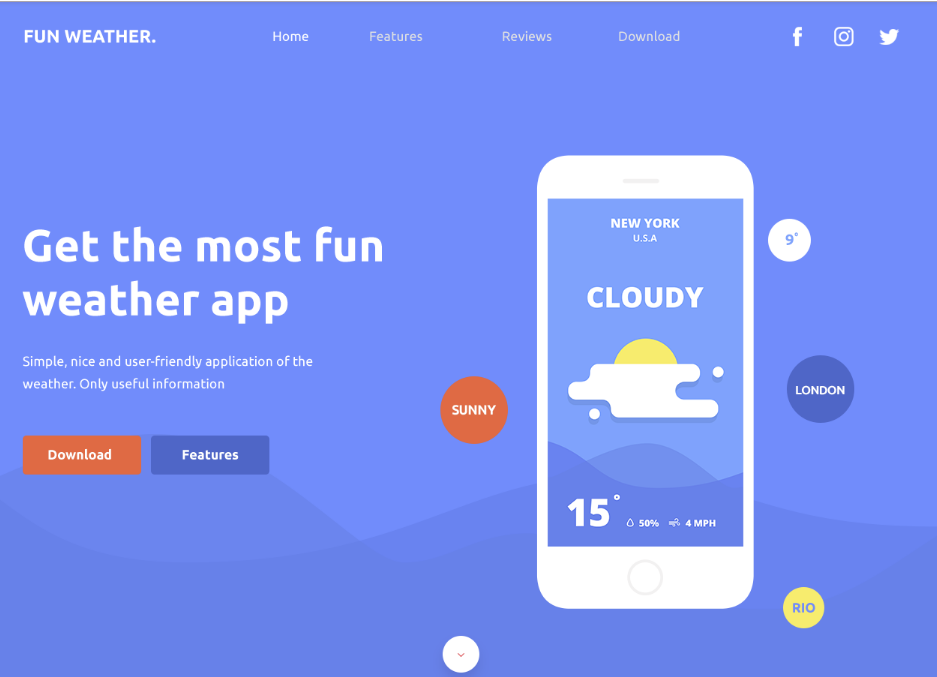 FUN WEATHER.
Home
Features
Reviews
Download
Get the most fun
weather app
Simple, nice and user-friendly application of the
weather. Only useful information
Download
Features
SUNNY
NEW YORK
U.S.A
CLOUDY
15°
50%
4 MPH
9°
LONDON
RIO